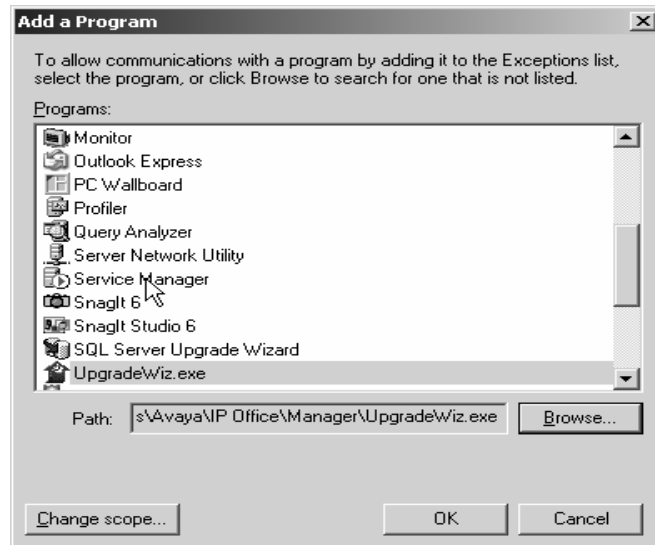 Add a Program
To allow communications with a program by adding it to the Exceptions list,
select the program, or click Browse to search for one that is not listed.
Programs:
Monitor
Outlook Express
PC Wallboard
Profiler
Query Analyzer
Server Network Utility
Service Manager
SnagIt 6
SnagIt Studio 6
SQL Server Upgrade Wizard
UpgradeWiz.exe
Path: s\Avaya\IP Office\Manager\UpgradeWiz.exe Browse...
Change scope... OK Cancel